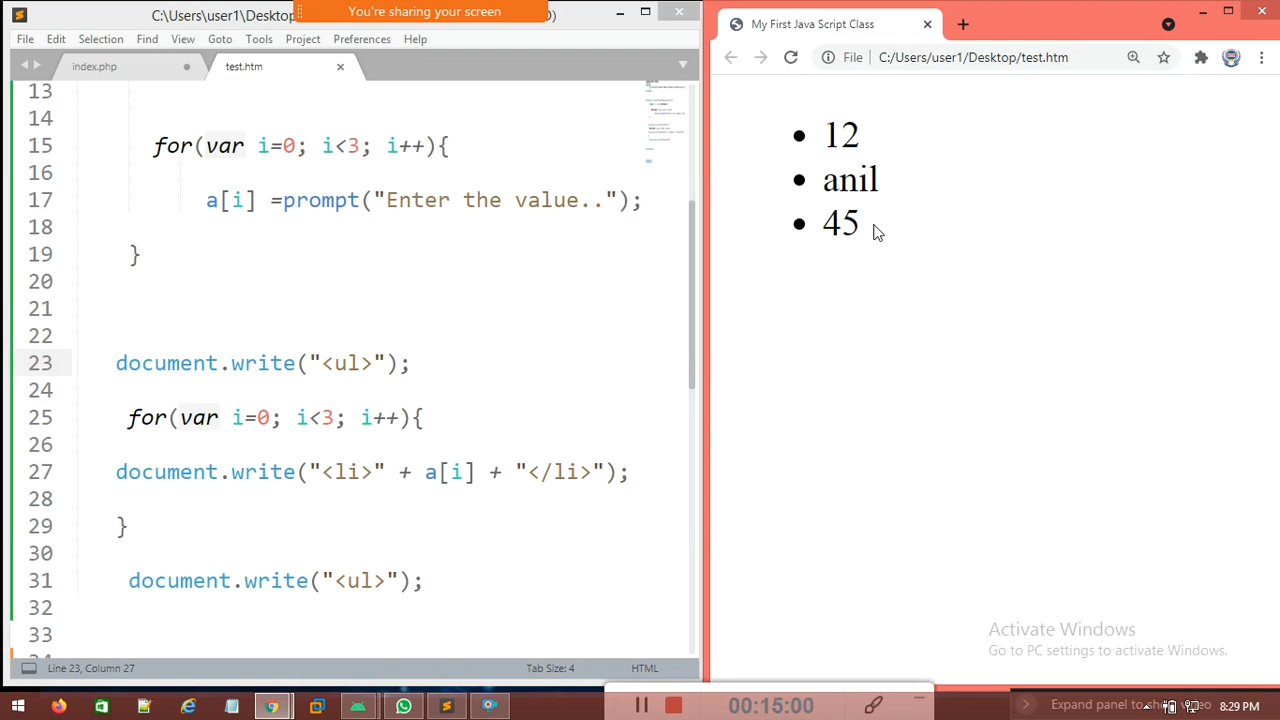 C:\Users\user1\Desktop
You're sharing your screen
File Edit Selection Find View Goto Tools Project Preferences Help
index.php
test.htm
13
14
15 for(var i=0; i<3; i++){
16
17 a[i] =prompt("Enter the value..");
18
19 }
20
21
22
23 document.write("<ul>");
24
25 for(var i=0; i<3; i++){
26
27 document.write("<li>" + a[i] + "</li>");
28
29 }
30
31 document.write("<ul>");
32
33
Line 23, Column 27
Tab Size: 4
HTML
My First Java Script Class
File C:/Users/user1/Desktop/test.htm
• 12
• anil
• 45
Activate Windows
Go to PC settings to activate Windows.
00:15:00
Expand panel to
8:29 PM